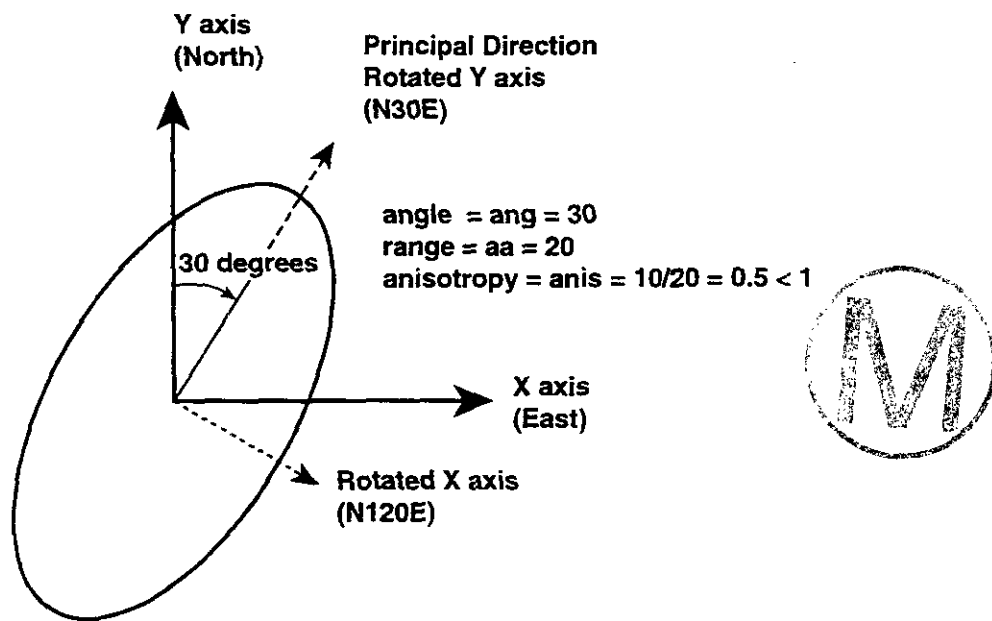 Y axis
(North)
Principal Direction
Rotated Y axis
(N30E)
angle = ang = 30
range = aa = 20
anisotropy = anis = 10/20 = 0.5 < 1
30 degrees
X axis
(East)
Rotated X axis
(N120E)
M